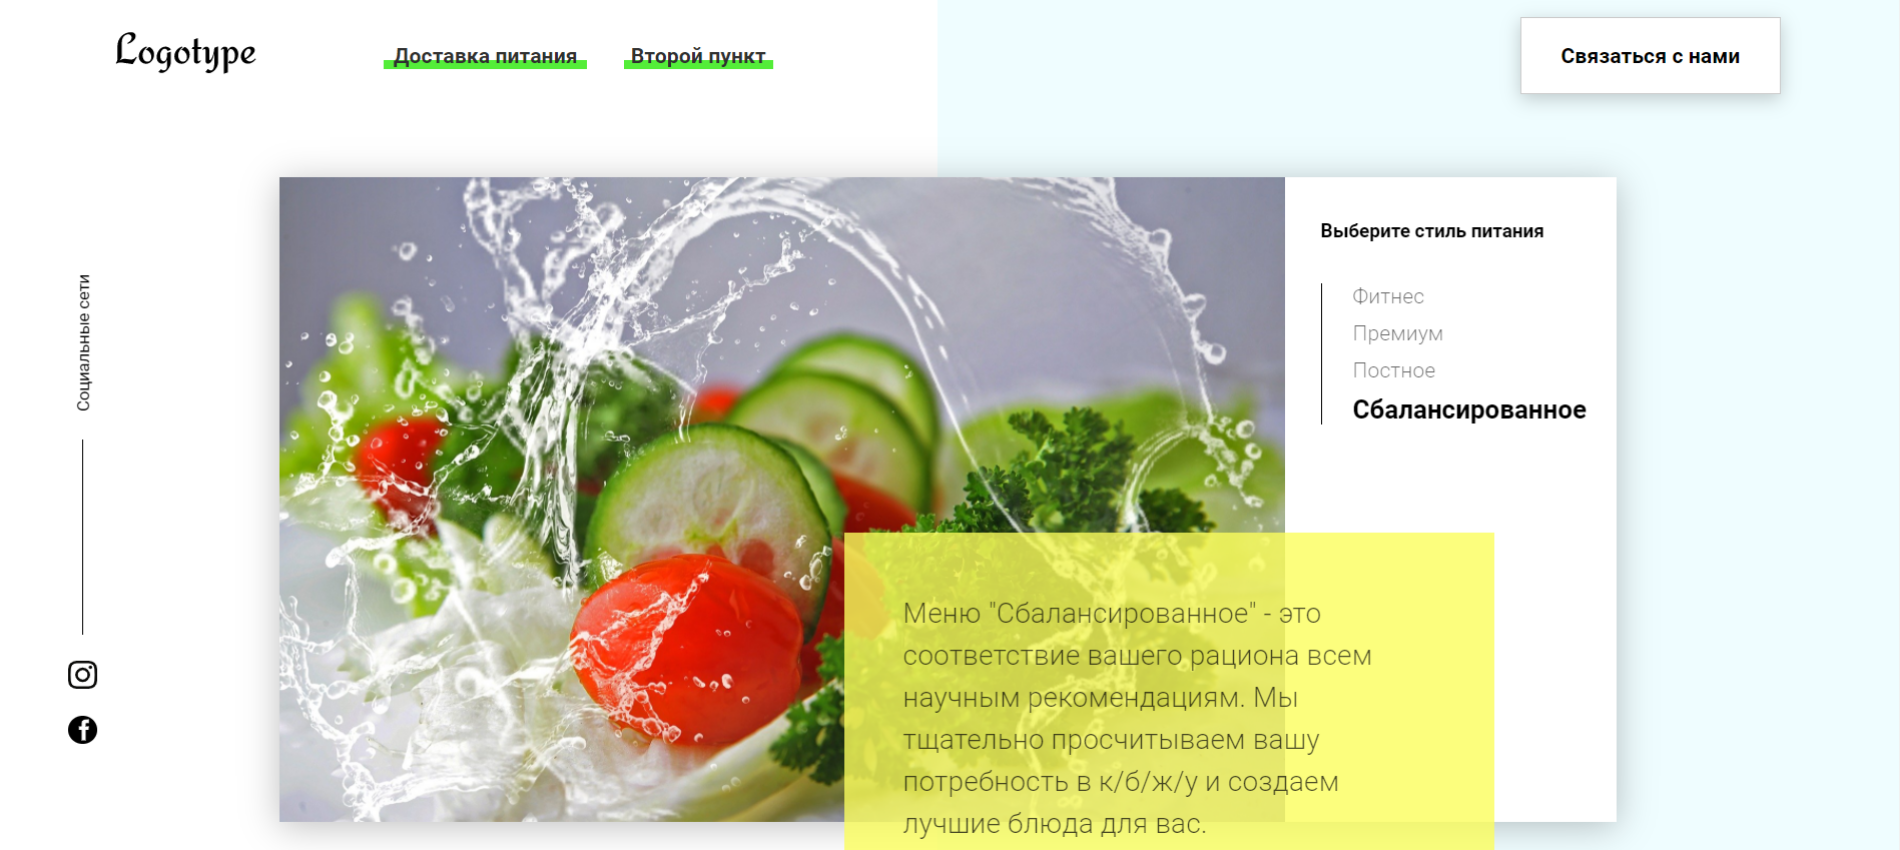 Logotype
Доставка питания
Второй пункт
Связаться с нами
Социальные сети
Выберите стиль питания
Фитнес
Премиум
Постное
Сбалансированное
Меню "Сбалансированное" - это
соответствие вашего рациона всем
научным рекомендациям. Мы
тщательно просчитываем вашу
потребность в к/б/ж/у и создаем
лучшие блюда для вас.